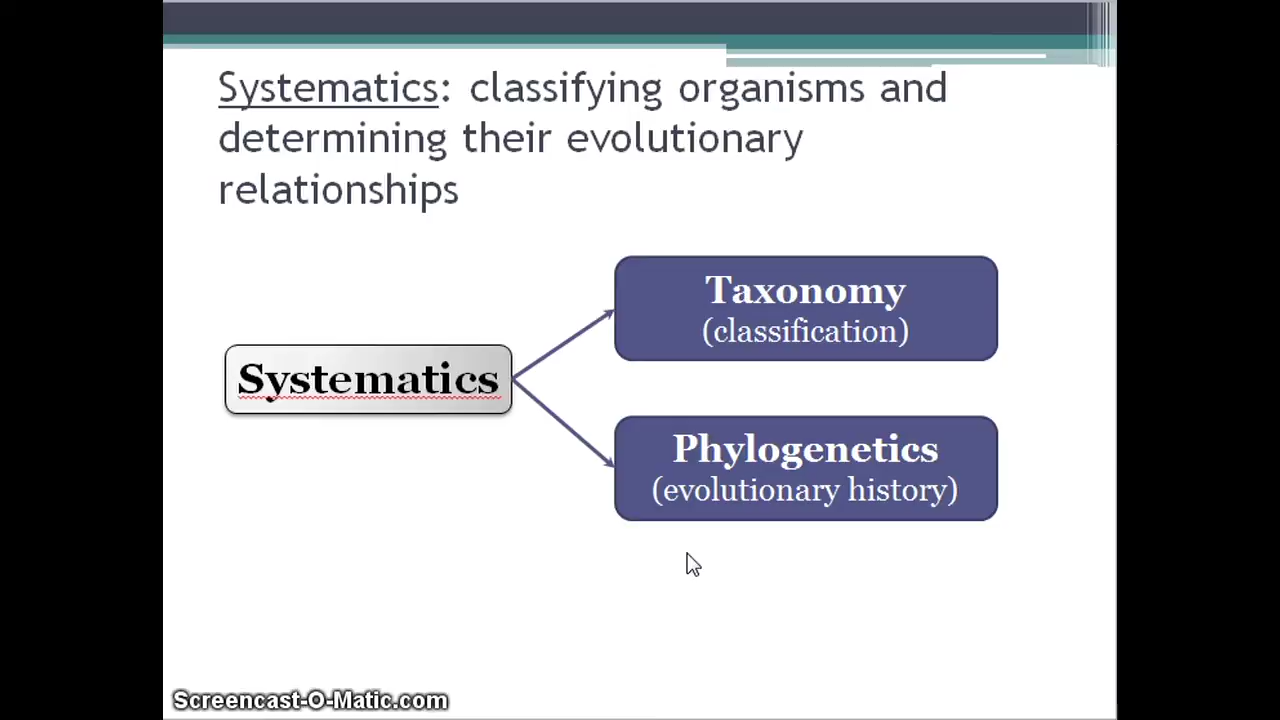 Systematics: classifying organisms and
determining their evolutionary
relationships
Taxonomy
(classification)
Systematics
Phylogenetics
(evolutionary history)
Screencast-O-Matic.com